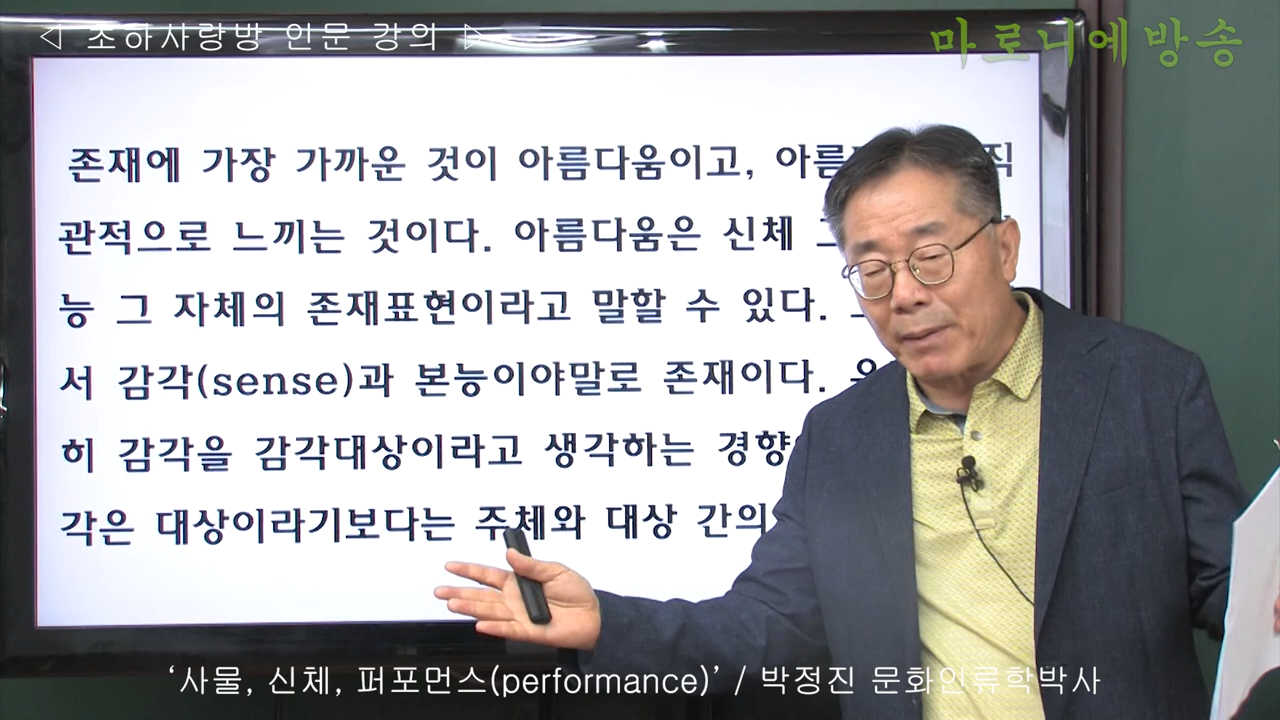 ◁ 초하사랑방 인문 강의 ▷
마로니에방송
존재에 가장 가까운 것이 아름다움이고, 직
관적으로 느끼는 것이다. 아름다움은 신체
능 그 자체의 존재표현이라고 말할 수 있다.
서 감각(sense)과 본능이야말로 존재이다.
히 감각을 감각대상이라고 생각하는
각은 대상이라기보다는 주체와 대상 간의
‘사물, 신체, 퍼포먼스(performance)’ / 박정진 문화인류학박사